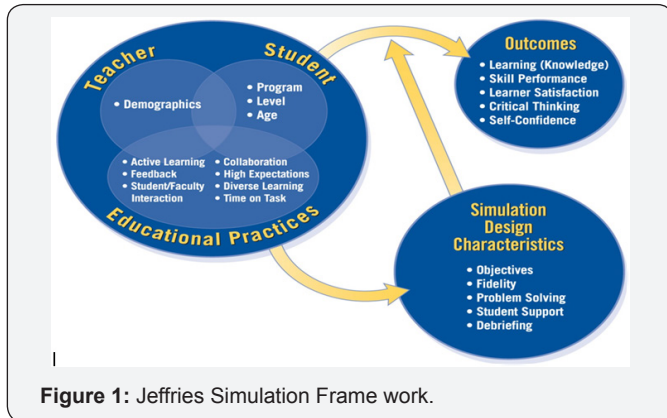 Teacher
Student
• Demographics
• Program
• Level
• Age
• Active Learning
• Feedback
• Student/Faculty
Interaction
• Collaboration
• High Expectations
• Diverse Learning
• Time on Task
Educational Practices
Outcomes
• Learning (Knowledge)
• Skill Performance
• Learner Satisfaction
• Critical Thinking
• Self-Confidence
Simulation
Design
Characteristics
• Objectives
• Fidelity
• Problem Solving
• Student Support
• Debriefing
Figure 1: Jeffries Simulation Frame work.